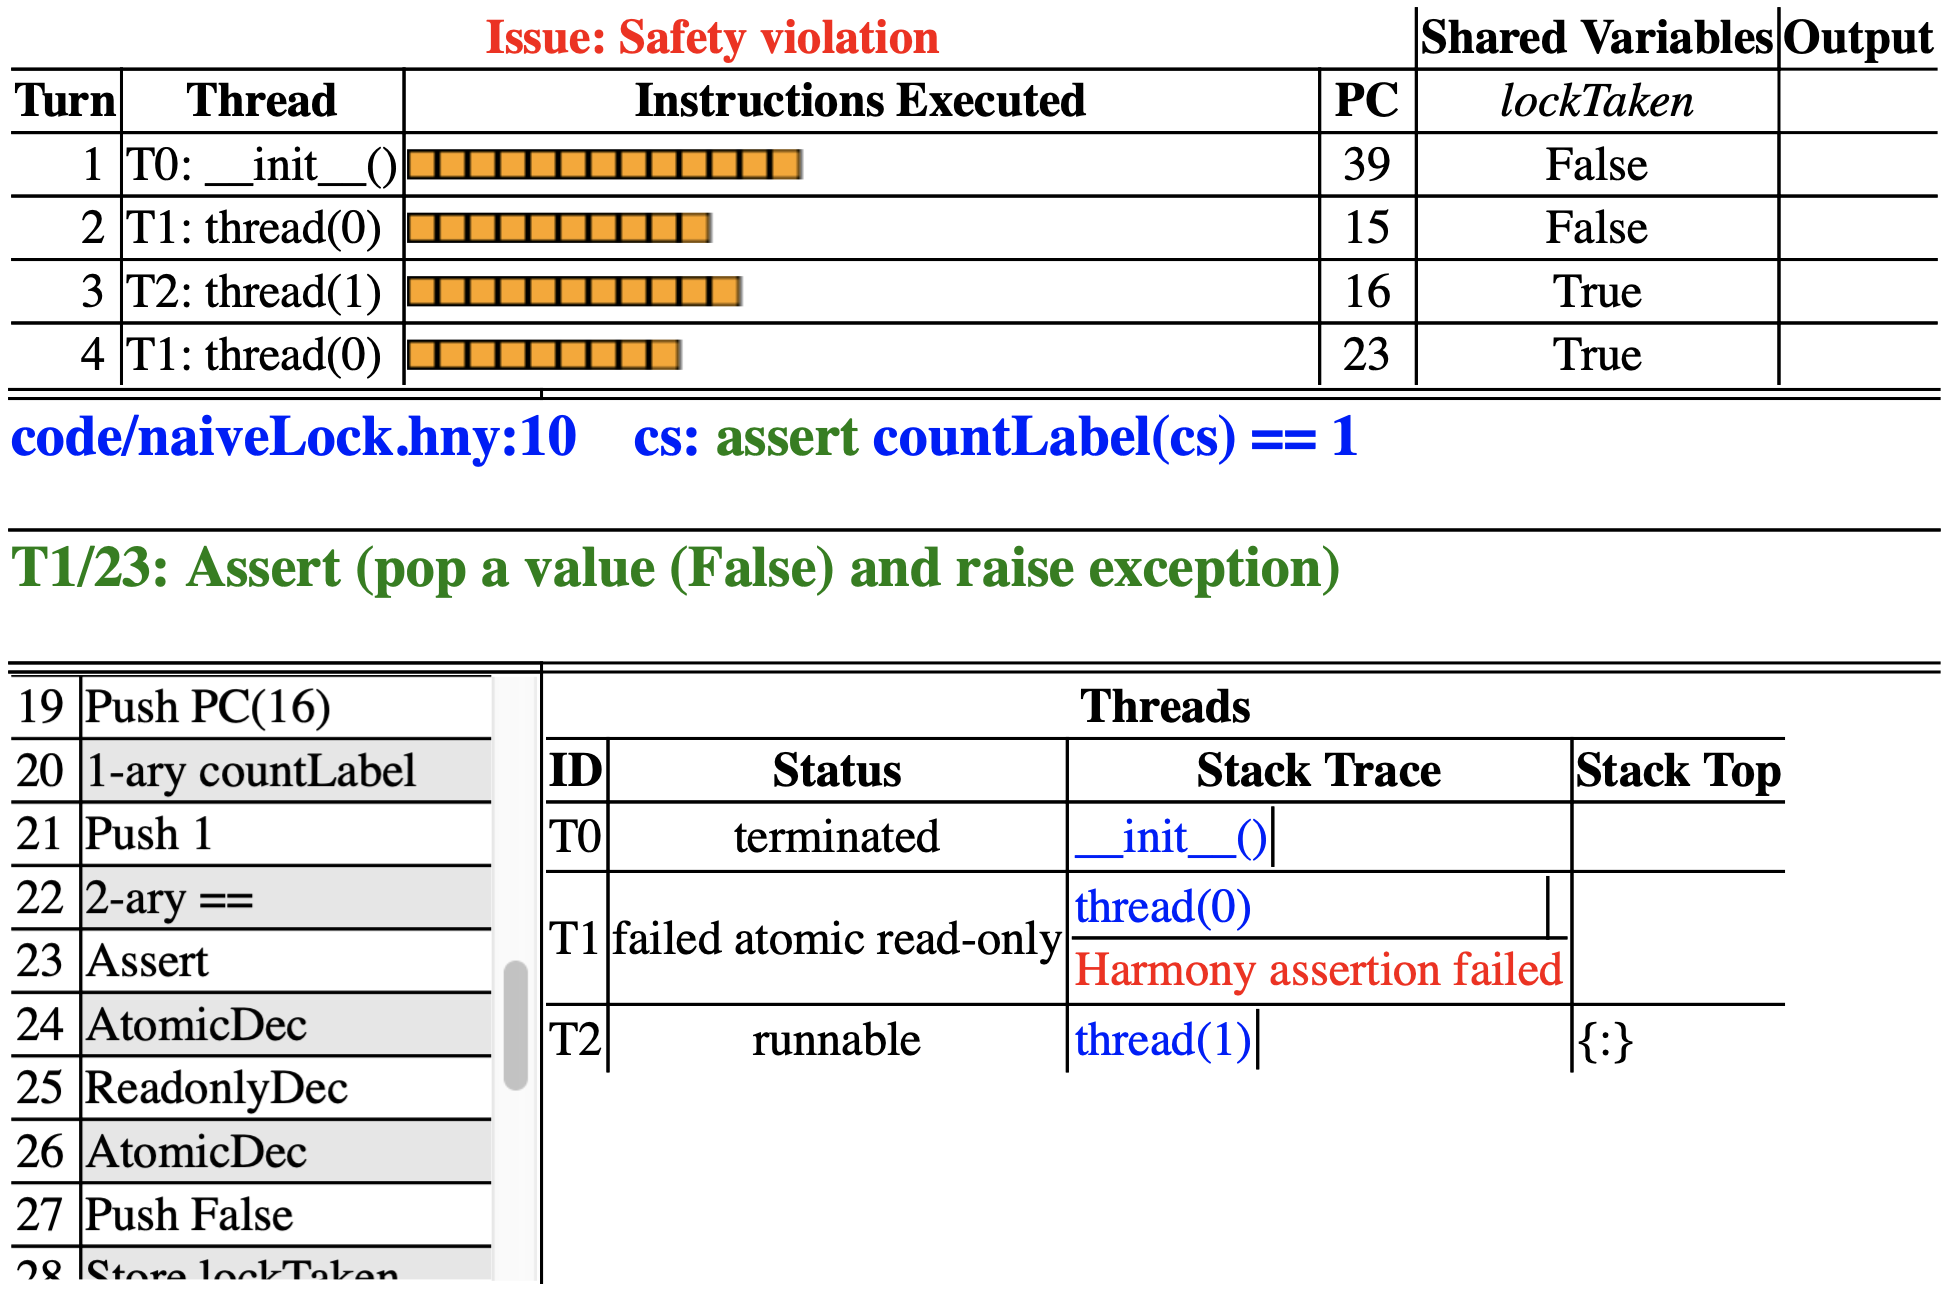 Issue: Safety violation Shared Variables Output
Turn Thread Instructions Executed PC lockTaken
1 T0: __init__() 39 False
2 T1: thread(0) 15 False
3 T2: thread(1) 16 True
4 T1: thread(0) 23 True
code/naiveLock.hny:10 cs: assert countLabel(cs) == 1
T1/23: Assert (pop a value (False) and raise exception)
19 Push PC(16)
20 1-ary countLabel
21 Push 1
22 2-ary ==
23 Assert
24 AtomicDec
25 ReadonlyDec
26 AtomicDec
27 Push False
28 Store lockTaken
Threads
ID Status Stack Trace Stack Top
T0 terminated __init__()
T1 failed atomic read-only thread(0)
Harmony assertion failed
T2 runnable thread(1) {:}